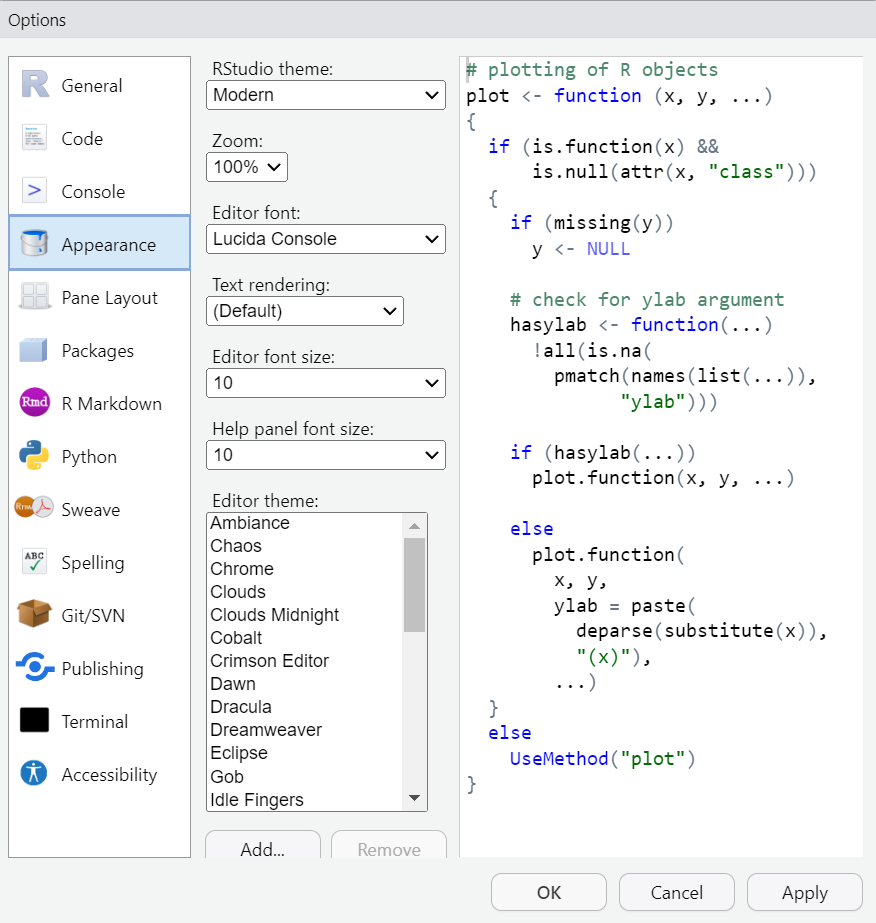 Options
General
Code
Console
Appearance
Pane Layout
Packages
Rmd
R Markdown
Python
Sweave
ABC
Spelling
Git/SVN
Publishing
Terminal
Accessibility
RStudio theme:
Modern
Zoom:
100%
Editor font:
Lucida Console
Text rendering:
(Default)
Editor font size:
10
Help panel font size:
10
Editor theme:
Ambiance
Chaos
Chrome
Clouds
Clouds Midnight
Cobalt
Crimson Editor
Dawn
Dracula
Dreamweaver
Eclipse
Gob
Idle Fingers
Add...
Remove
# plotting of R objects
plot <- function (x, y, ...)
{
  if (is.function(x) &&
      is.null(attr(x, "class")))
  {
    if (missing(y))
      y <- NULL
    # check for ylab argument
    hasylab <- function(...)
      !all(is.na(
        pmatch(names(list(...)),
              "ylab")))
    if (hasylab(...))
      plot.function(x, y, ...)
    else
      plot.function(
        x, y,
        ylab = paste(
          deparse(substitute(x)),
          "(x)"),
        ...)
  }
  else
    UseMethod("plot")
}
OK
Cancel
Apply